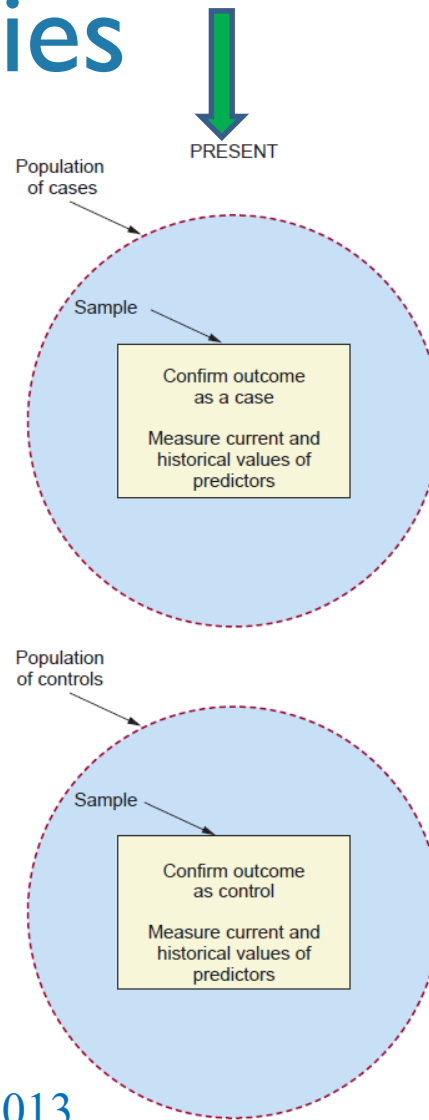 ies
PRESENT
Population
of cases
Sample
Confirm outcome
as a case
Measure current and
historical values of
predictors
Population
of controls
Sample
Confirm outcome
as control
Measure current and
historical values of
predictors
013